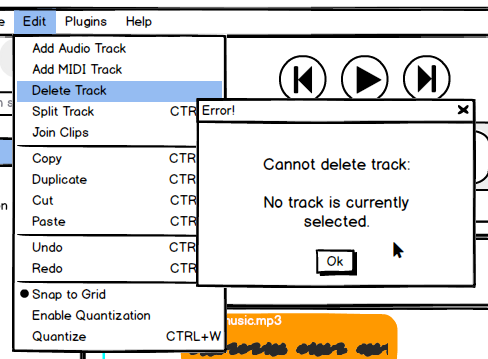 Edit Plugins Help
Add Audio Track
Add MIDI Track
Delete Track
Split Track CTR
Join Clips
Copy CTR
Duplicate CTR
Cut CTR
Paste CTR
Undo CTR
Redo CTR
Snap to Grid
Enable Quantization
Quantize CTRL+W
Error!
Cannot delete track:
No track is currently
selected.
Ok
music.mp3